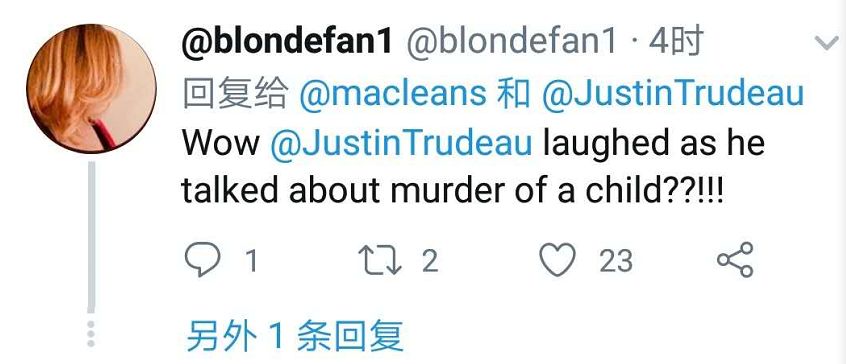 @blondefan1 @blondefan1 · 4时
回复给 @macleans 和 @JustinTrudeau
Wow @JustinTrudeau laughed as he
talked about murder of a child??!!!
1 2 23
另外 1 条回复